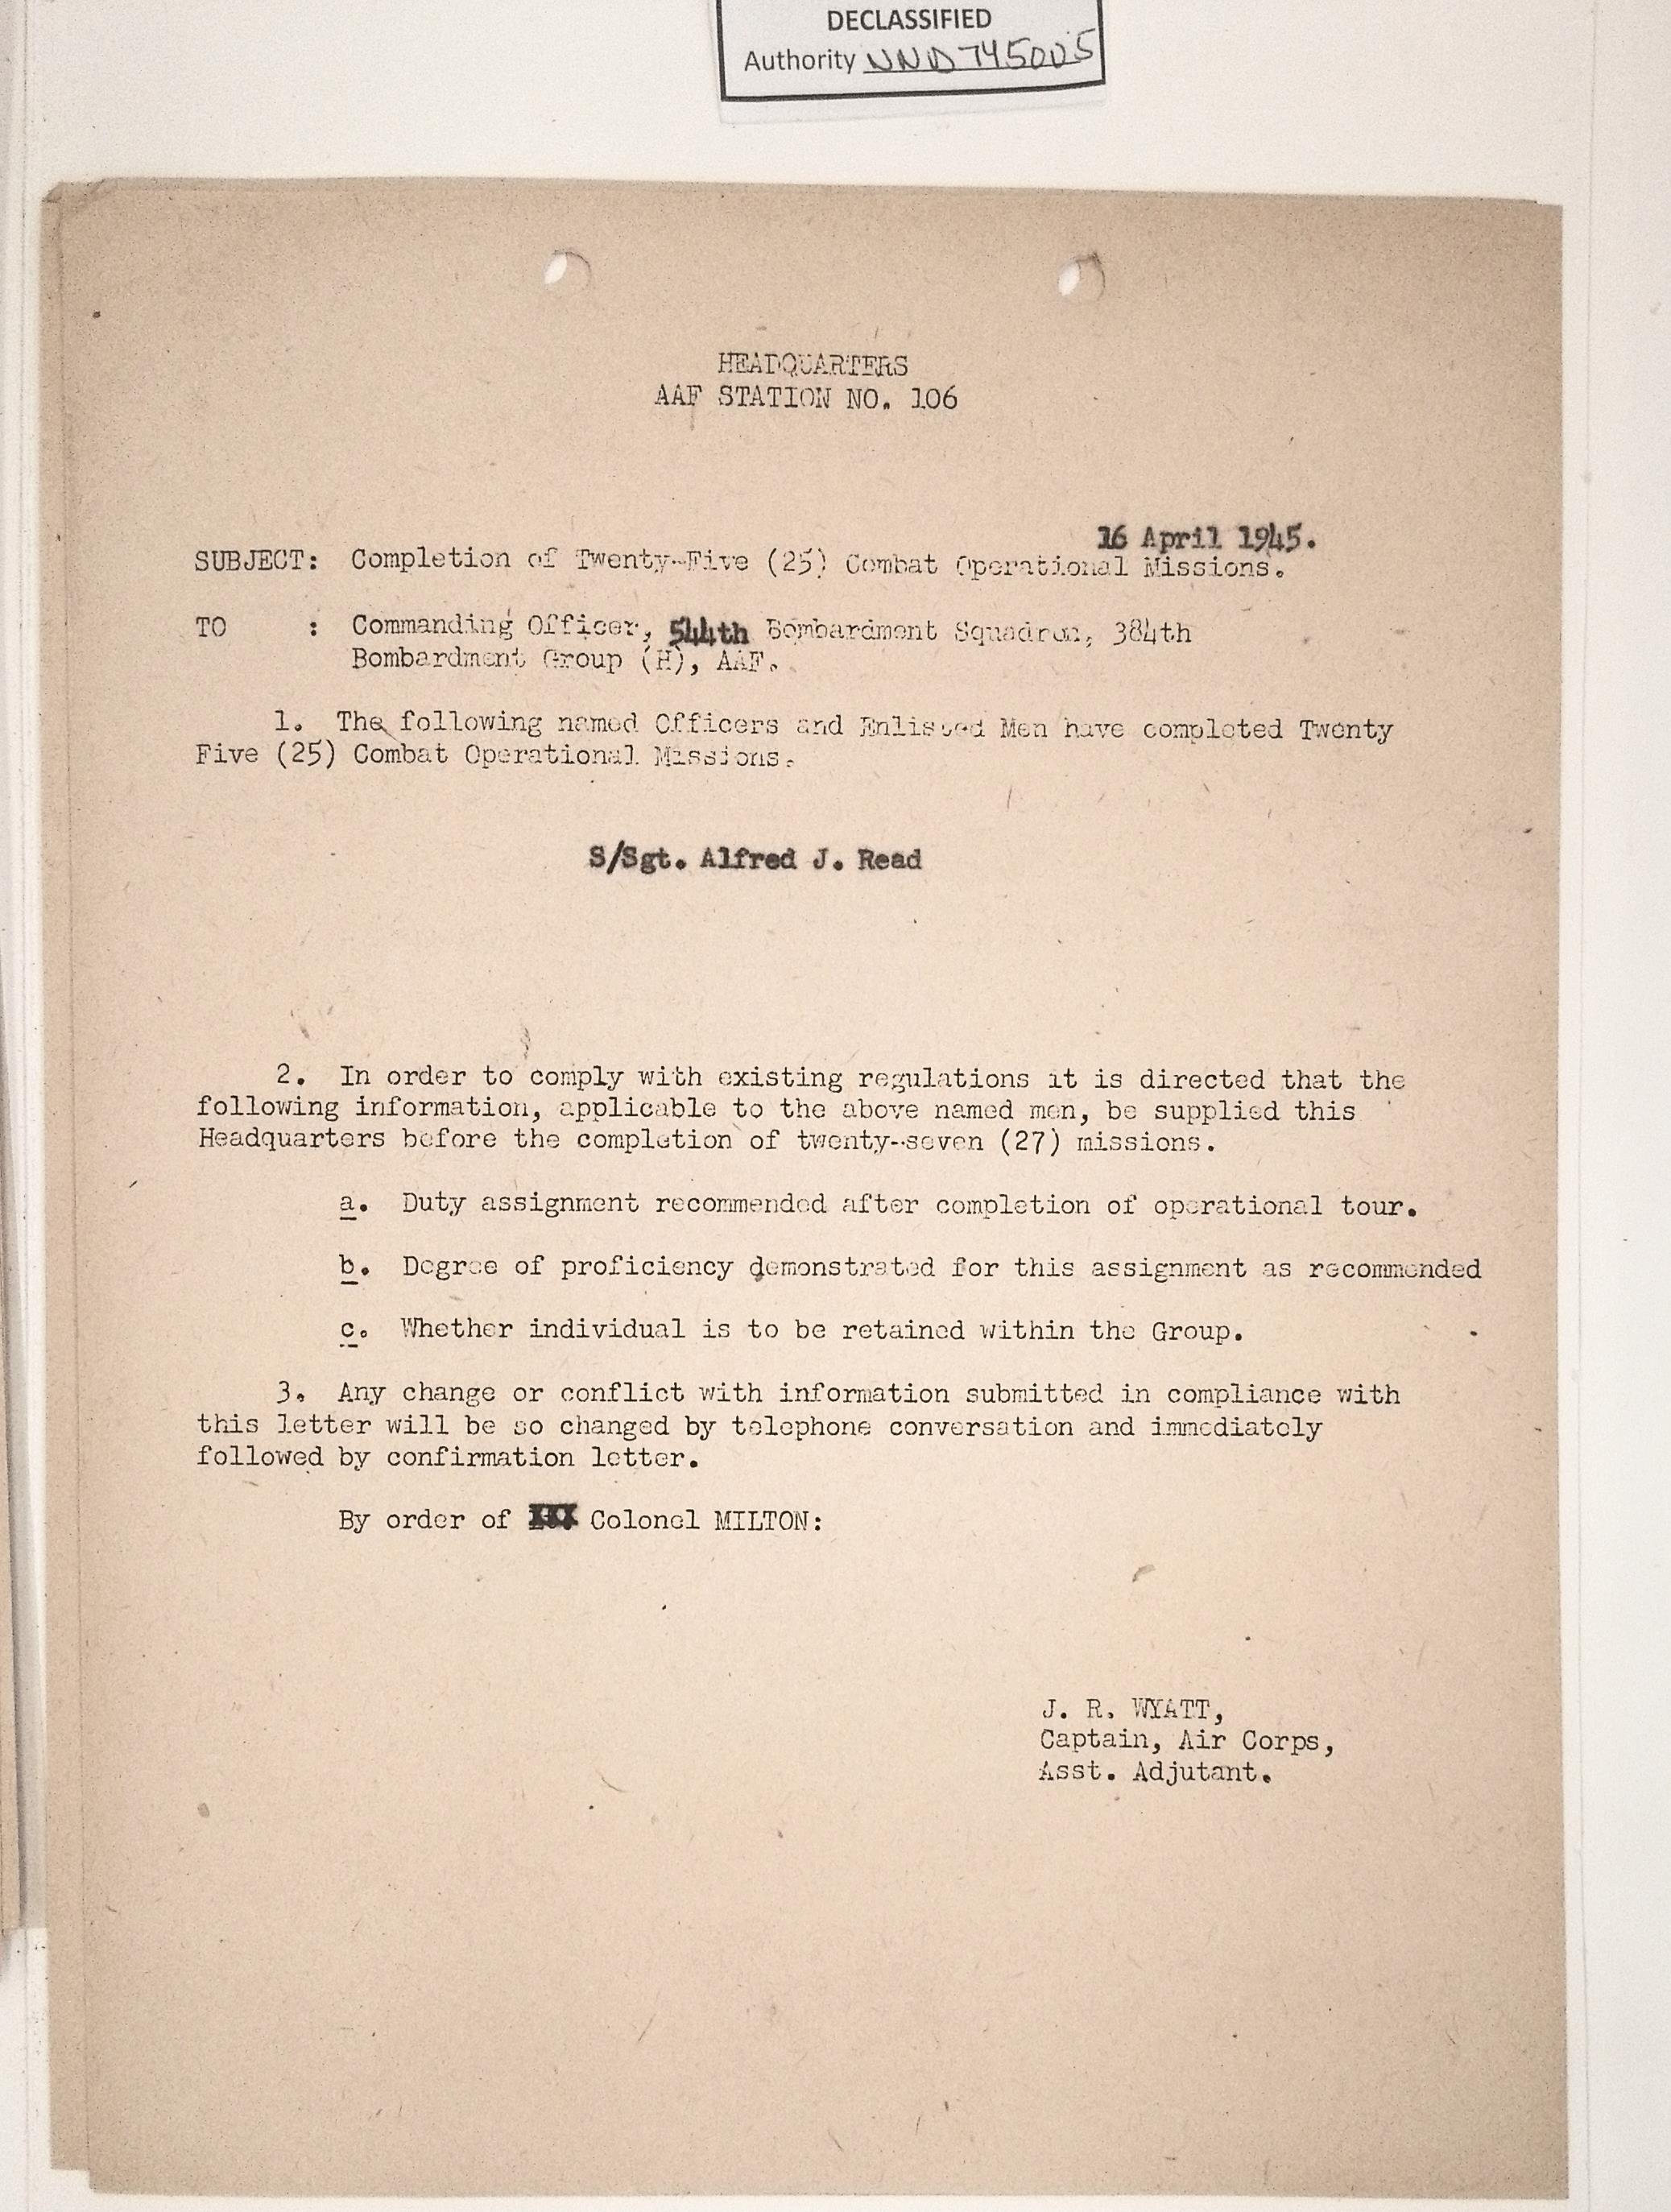 DECLASSIFIED
Authority NND 745005
HEADQUARTERS
AAF STATION NO. 106
16 April 1945.
SUBJECT: Completion of Twenty-Five (25) Combat Operational Missions.
TO : Commanding Officer, 544th Bombardment Squadron, 384th
Bombardment Group (H), AAF.
1. The following named Officers and Enlisted Men have completed Twenty
Five (25) Combat Operational Missions.
S/Sgt. Alfred J. Read
2. In order to comply with existing regulations it is directed that the
following information, applicable to the above named men, be supplied this
Headquarters before the completion of twenty-seven (27) missions.
a. Duty assignment recommended after completion of operational tour.
b. Degree of proficiency demonstrated for this assignment as recommended
c. Whether individual is to be retained within the Group.
3. Any change or conflict with information submitted in compliance with
this letter will be so changed by telephone conversation and immediately
followed by confirmation letter.
By order of Colonel MILTON:
J. R. WYATT,
Captain, Air Corps,
Asst. Adjutant.